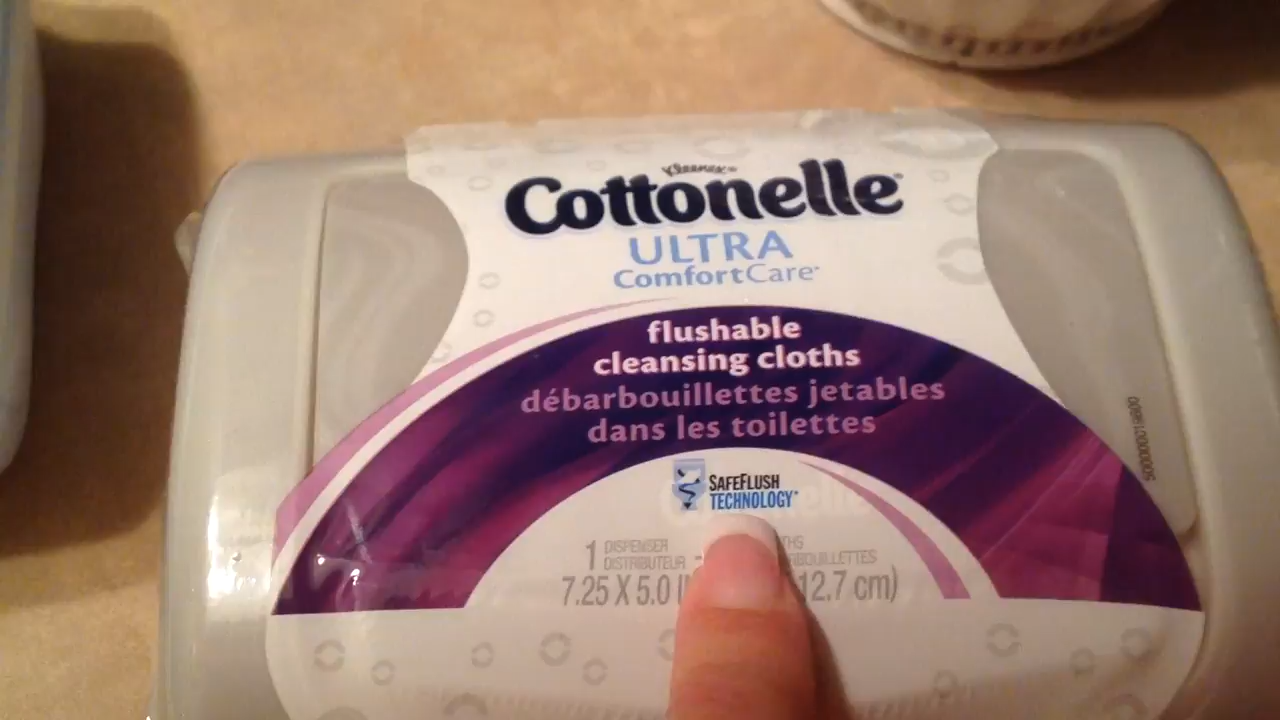 Kleenex
Cottonelle
ULTRA
ComfortCare
flushable
cleansing cloths
débarbouillettes jetables
dans les toilettes
SAFEFLUSH
TECHNOLOGY*
1 DISPENSER
DISTRIBUTEUR
7.25 X 5.0 12.7 cm)